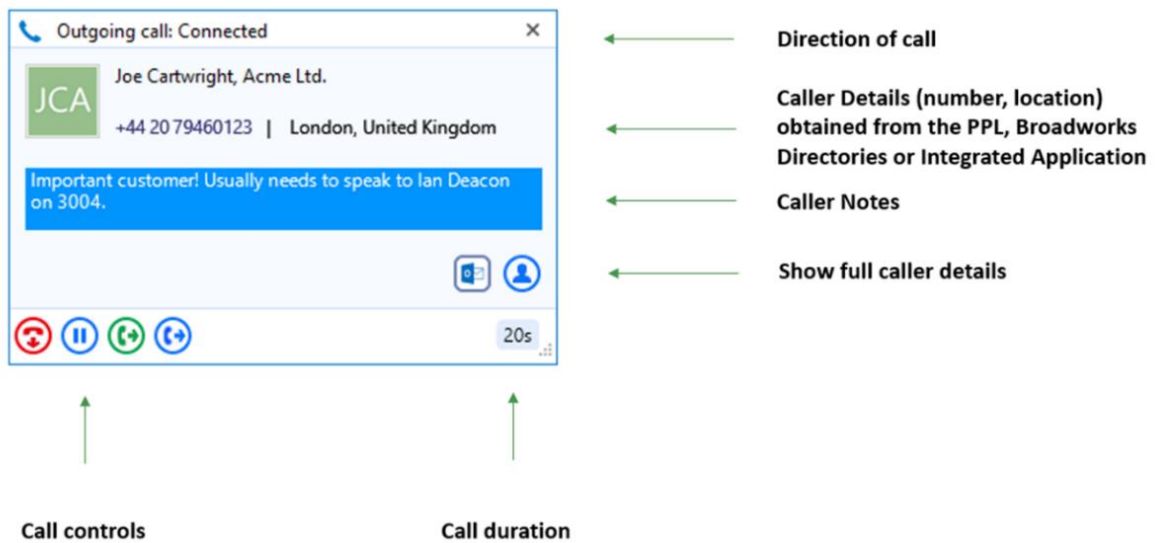 Outgoing call: Connected
Direction of call
JCA
Joe Cartwright, Acme Ltd.
+44 20 79460123 | London, United Kingdom
Caller Details (number, location)
obtained from the PPL, Broadworks
Directories or Integrated Application
Important customer! Usually needs to speak to Ian Deacon
on 3004.
Caller Notes
Show full caller details
20s
Call controls
Call duration